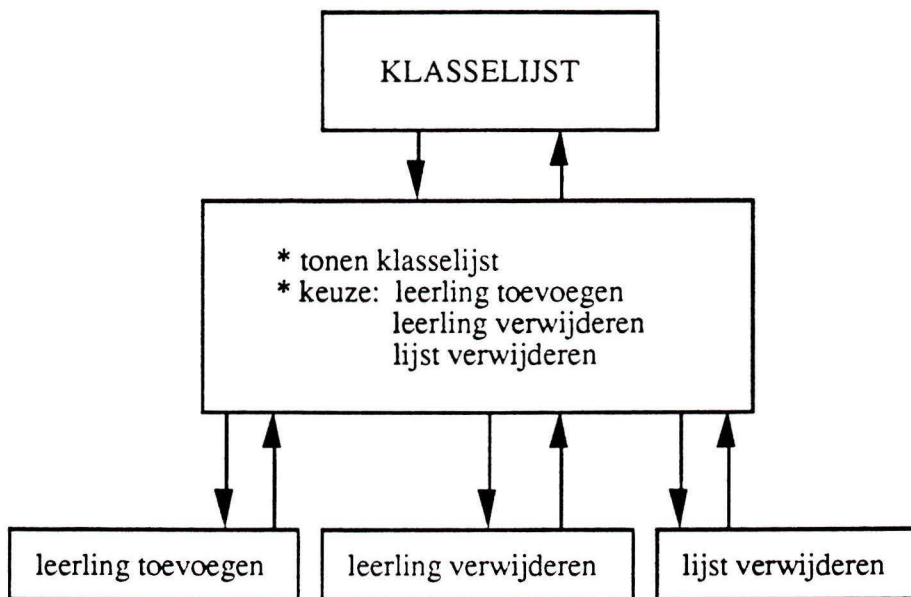 KLASSELIJST
* tonen klasselijst
* keuze: leerling toevoegen
leerling verwijderen
lijst verwijderen
leerling toevoegen
leerling verwijderen
lijst verwijderen